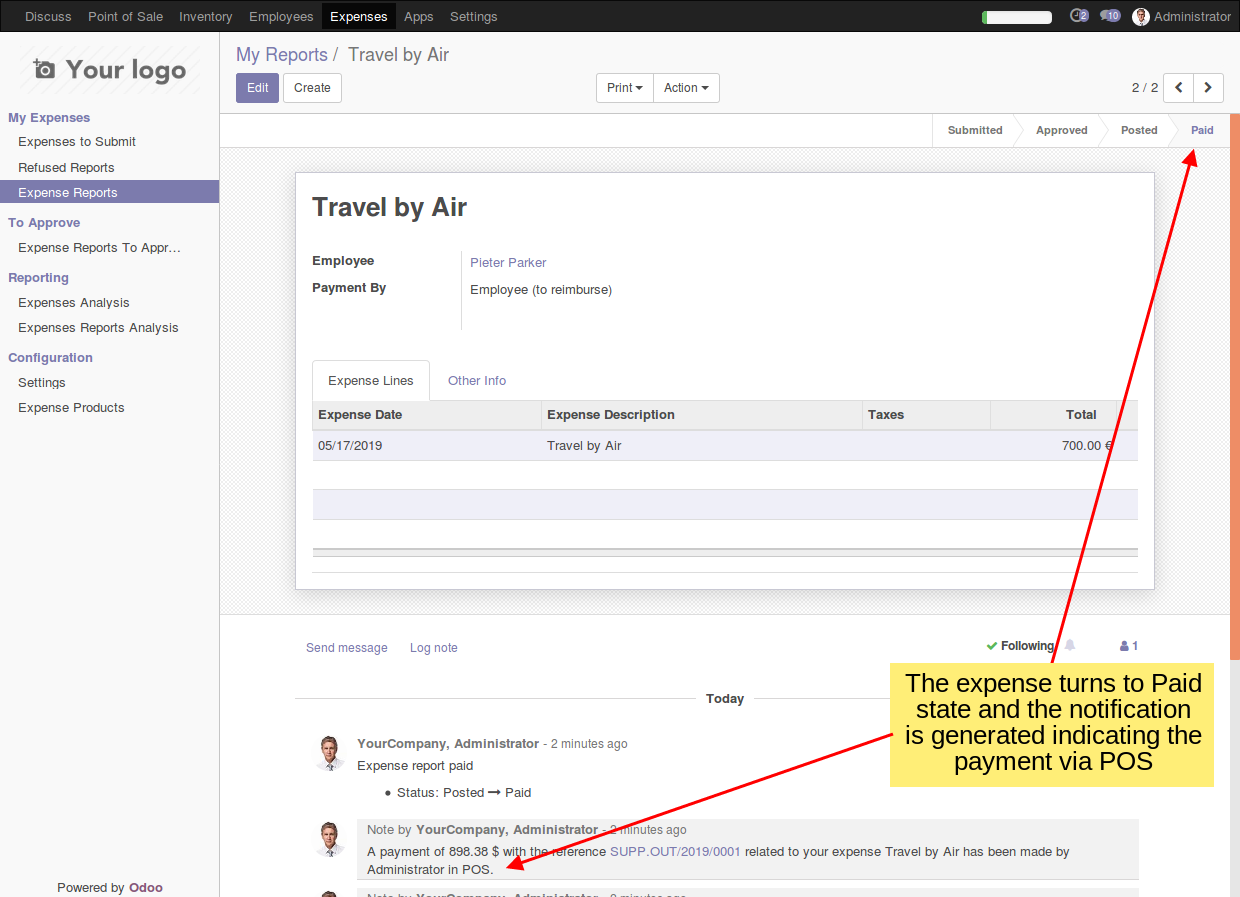 Discuss Point of Sale Inventory Employees Expenses Apps Settings 2 10 Administrator
Your logo
My Reports / Travel by Air
Edit Create Print Action 2 / 2
My Expenses
Expenses to Submit
Refused Reports
Expense Reports
To Approve
Expense Reports To Appr…
Reporting
Expenses Analysis
Expenses Reports Analysis
Configuration
Settings
Expense Products
Powered by Odoo
Submitted Approved Posted Paid
Travel by Air
Employee Pieter Parker
Payment By Employee (to reimburse)
Expense Lines Other Info
Expense Date Expense Description Taxes Total
05/17/2019 Travel by Air 700.00 €
Send message Log note Following 1
The expense turns to Paid
state and the notification
is generated indicating the
payment via POS
Today
YourCompany, Administrator - 2 minutes ago
Expense report paid
• Status: Posted → Paid
Note by YourCompany, Administrator - 2 minutes ago
A payment of 898.38 $ with the reference SUPP.OUT/2019/0001 related to your expense Travel by Air has been made by
Administrator in POS.